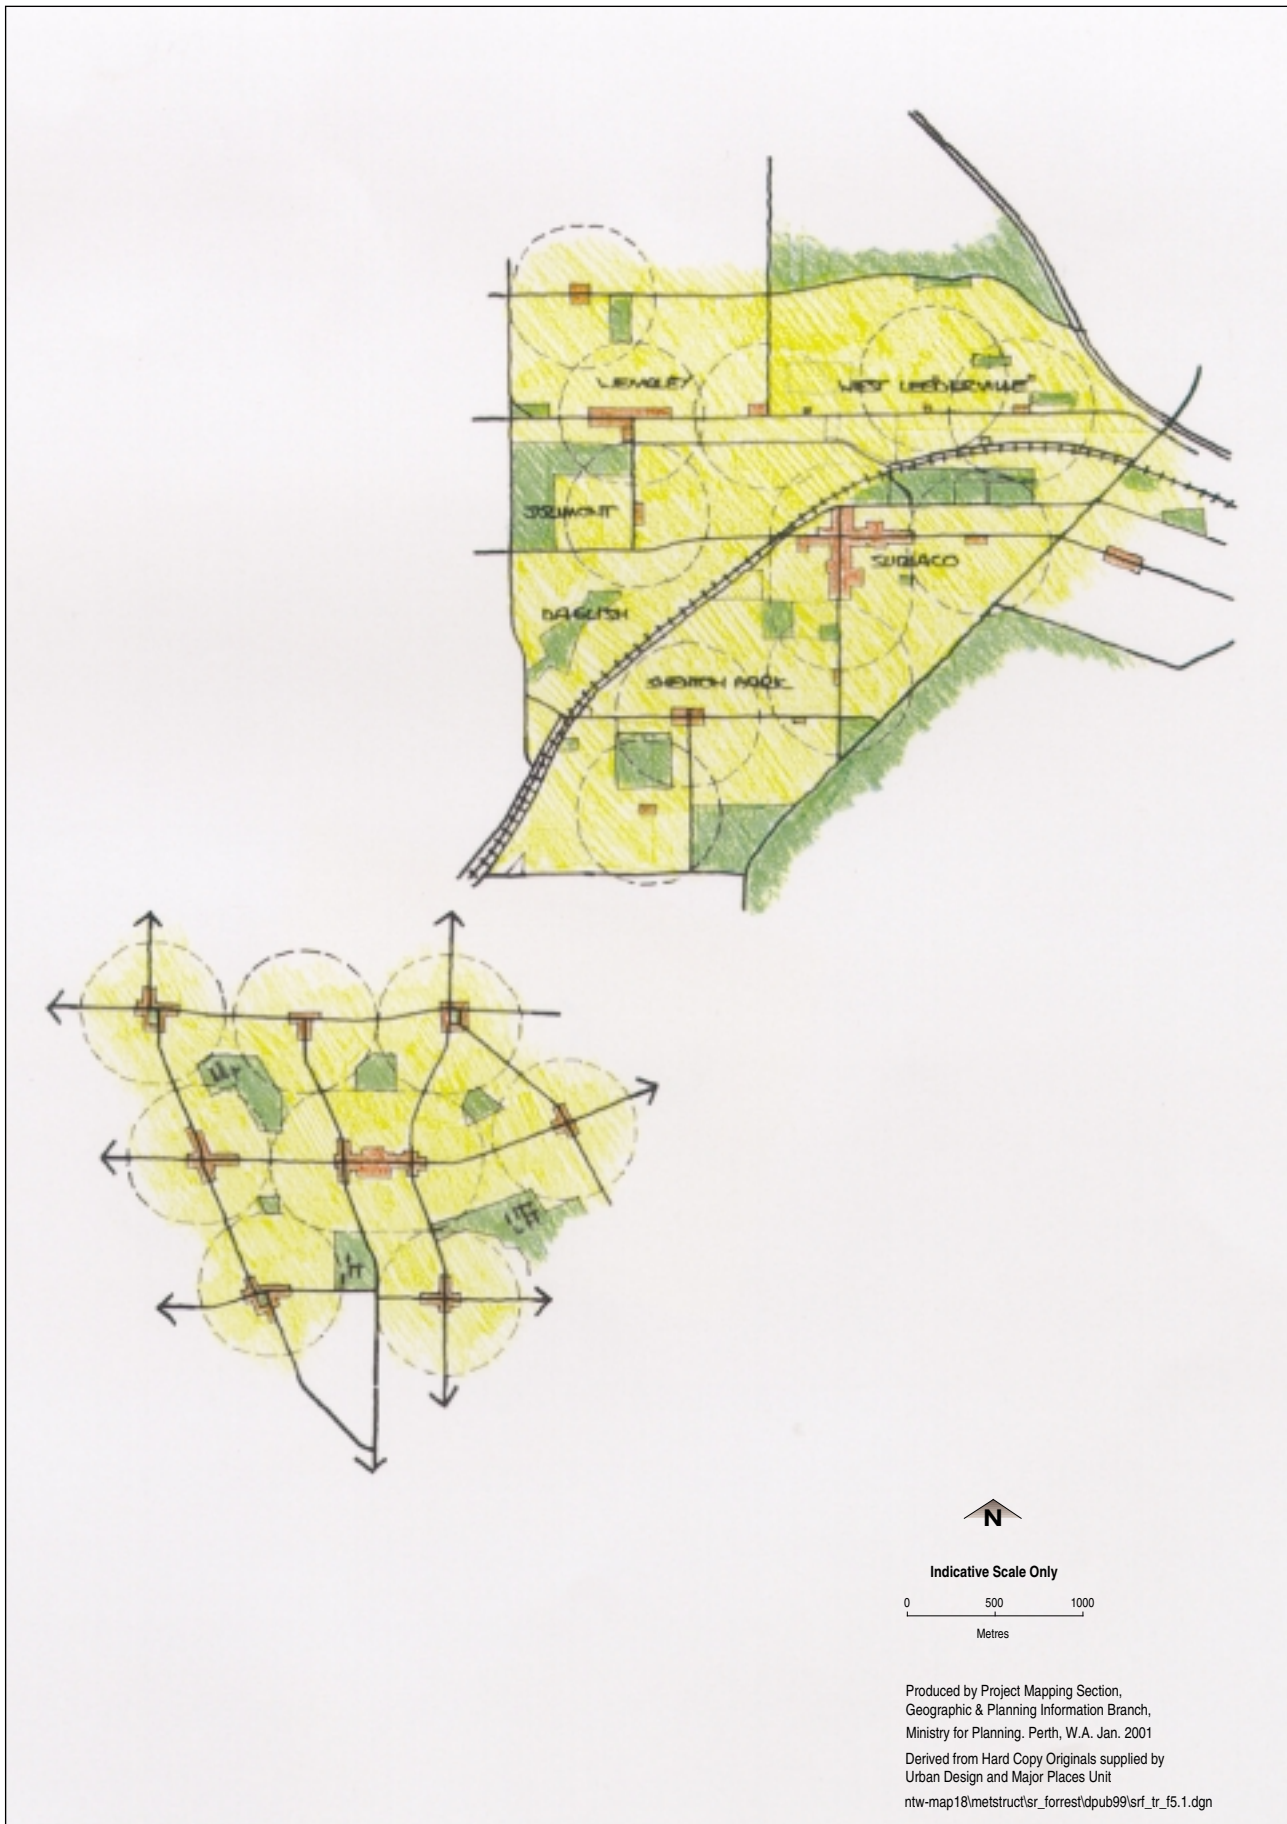 WEMBLEY
WEST LEEDERVILLE
JOLIMONT
SUBIACO
DAGLISH
SHENTON PARK
N
Indicative Scale Only
0 500 1000
Metres
Produced by Project Mapping Section,
Geographic & Planning Information Branch,
Ministry for Planning. Perth, W.A. Jan. 2001
Derived from Hard Copy Originals supplied by
Urban Design and Major Places Unit
ntw-map18\metstruct\sr_forrest\dpub99\srf_tr_f5.1.dgn